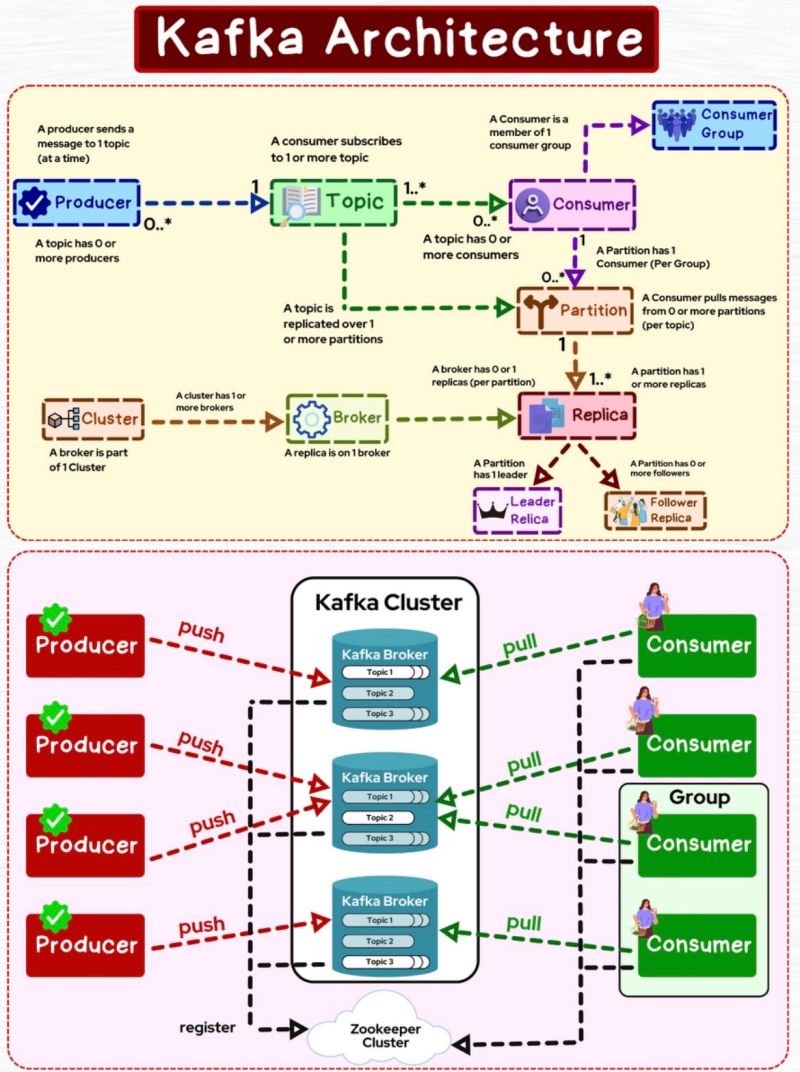 Kafka Architecture
A producer sends a
message to 1 topic
(at a time)
A consumer subscribes
to 1 or more topic
A Consumer is a
member of 1
consumer group
Consumer
Group
Producer
0..*
1
Topic
1..*
0..*
Consumer
A topic has 0 or
more producers
A topic has 0 or
more consumers
1
A Partition has 1
Consumer (Per Group)
0..*
A topic is
replicated over 1
or more partitions
Partition
A Consumer pulls messages
from 0 or more partitions
(per topic)
1
1..*
A broker has 0 or 1
replicas (per partition)
A partition has 1
or more replicas
Cluster
A cluster has 1 or
more brokers
Broker
Replica
A broker is part
of 1 Cluster
A replica is on 1 broker
A Partition
has 1 leader
A Partition has 0 or
more followers
Leader
Relica
Follower
Replica
Kafka Cluster
Producer
push
Kafka Broker
Topic 1
Topic 2
Topic 3
pull
Consumer
Producer
push
Kafka Broker
Topic 1
Topic 2
Topic 3
pull
Consumer
Producer
push
pull
Group
Consumer
Producer
push
Kafka Broker
Topic 1
Topic 2
Topic 3
pull
Consumer
register
Zookeeper
Cluster